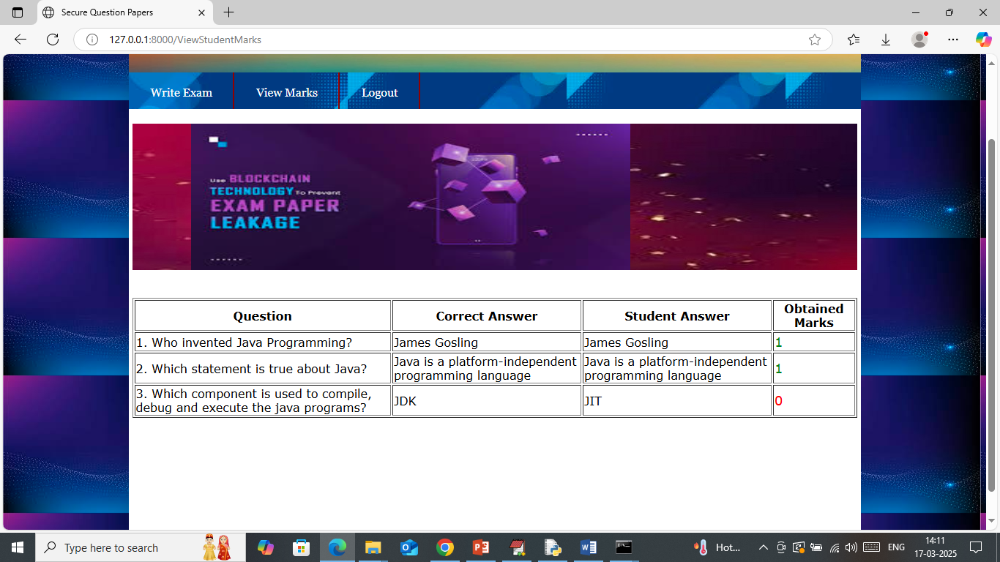 Secure Question Papers
127.0.0.1:8000/ViewStudentMarks
Write Exam
View Marks
Logout
Use BLOCKCHAIN
TECHNOLOGY To Prevent
EXAM PAPER
LEAKAGE
Question
Correct Answer
Student Answer
Obtained
Marks
1. Who invented Java Programming?
James Gosling
James Gosling
1
2. Which statement is true about Java?
Java is a platform-independent
programming language
Java is a platform-independent
programming language
1
3. Which component is used to compile,
debug and execute the java programs?
JDK
JIT
0
Type here to search
Hot...
ENG
14:11
17-03-2025